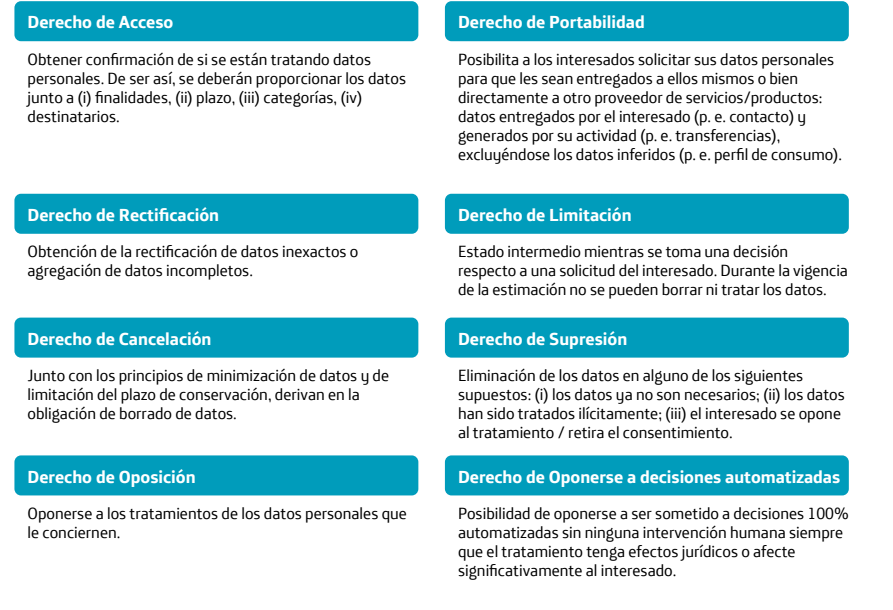 Derecho de Acceso
Obtener confirmación de si se están tratando datos
personales. De ser así, se deberán proporcionar los datos
junto a (i) finalidades, (ii) plazo, (iii) categorías, (iv)
destinatarios.
Derecho de Portabilidad
Posibilita a los interesados solicitar sus datos personales
para que les sean entregados a ellos mismos o bien
directamente a otro proveedor de servicios/productos:
datos entregados por el interesado (p. e. contacto) y
generados por su actividad (p. e. transferencias),
excluyéndose los datos inferidos (p. e. perfil de consumo).
Derecho de Rectificación
Obtención de la rectificación de datos inexactos o
agregación de datos incompletos.
Derecho de Limitación
Estado intermedio mientras se toma una decisión
respecto a una solicitud del interesado. Durante la vigencia
de la estimación no se pueden borrar ni tratar los datos.
Derecho de Cancelación
Junto con los principios de minimización de datos y de
limitación del plazo de conservación, derivan en la
obligación de borrado de datos.
Derecho de Supresión
Eliminación de los datos en alguno de los siguientes
supuestos: (i) los datos ya no son necesarios; (ii) los datos
han sido tratados ilícitamente; (iii) el interesado se opone
al tratamiento / retira el consentimiento.
Derecho de Oposición
Oponerse a los tratamientos de los datos personales que
le conciernen.
Derecho de Oponerse a decisiones automatizadas
Posibilidad de oponerse a ser sometido a decisiones 100%
automatizadas sin ninguna intervención humana siempre
que el tratamiento tenga efectos jurídicos o afecte
significativamente al interesado.